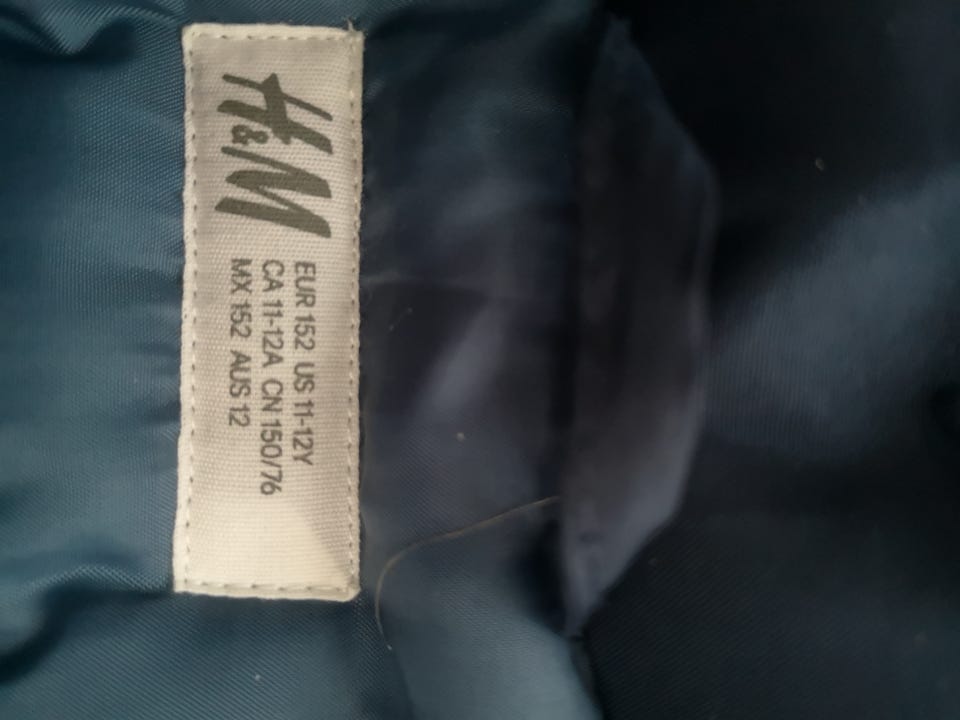 H&M
EUR 152 US 11-12Y
CA 11-12A CN 150/76
MX 152 AUS 12